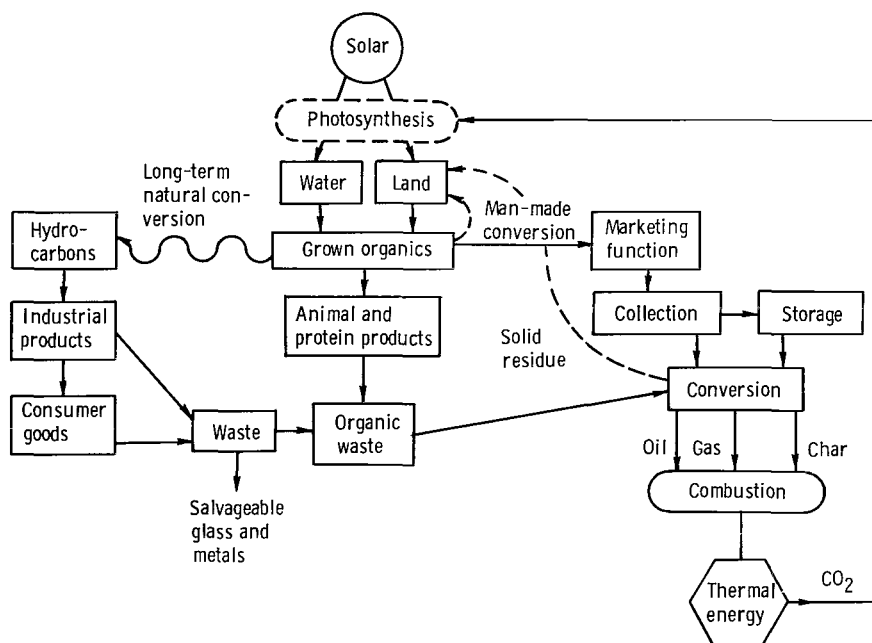 Solar
Photosynthesis
Long-term
natural con-
version
Water
Land
Man-made
conversion
Hydro-
carbons
Grown organics
Marketing
function
Industrial
products
Animal and
protein products
Collection
Storage
Solid
residue
Conversion
Consumer
goods
Waste
Organic
waste
Oil
Gas
Char
Combustion
Salvageable
glass and
metals
Thermal
energy
CO2